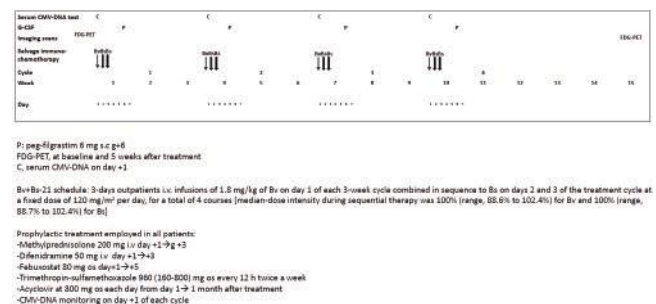 Serum CMV-DNA test C C C C
G-CSF P P P P
Imaging exams FDG-PET FDG-PET
Salvage immuno-chemotherapy BvBsBs BvBsBs BvBsBs BvBsBs
Cycle 1 2 3 4
Week 1 2 3 4 5 6 7 8 9 10 11 12 13 14 15
Day
P: peg-filgrastim 6 mg s.c g+6
FDG-PET, at baseline and 5 weeks after treatment
C, serum CMV-DNA on day +1
Bv+Bs-21 schedule: 3-days outpatients i.v. infusions of 1.8 mg/kg of Bv on day 1 of each 3-week cycle combined in sequence to Bs on days 2 and 3 of the treatment cycle at
a fixed dose of 120 mg/m² per day, for a total of 4 courses [median-dose intensity during sequential therapy was 100% (range, 88.6% to 102.4%) for Bv and 100% (range,
88.7% to 102.4%) for Bs]
Prophylactic treatment employed in all patients:
-Methylprednisolone 200 mg i.v day +1→g +3
-Difenidramine 50 mg i.v day +1→+3
-Febuxostat 80 mg os day+1→+5
-Trimethropin-sulfamethoxazole 960 (160-800) mg os every 12 h twice a week
-Acyclovir at 800 mg os each day from day 1→ 1 month after treatment
-CMV-DNA monitoring on day +1 of each cycle